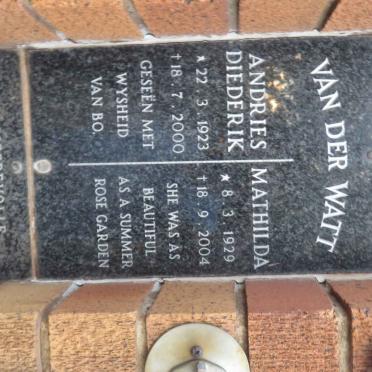 VAN DER WATT
ANDRIES
DIEDERIK
★ 22. 3. 1923
† 18. 7. 2000
GESEËN MET
WYSHEID
VAN BO.
MATHILDA
★ 8. 3. 1929
† 18. 9. 2004
SHE WAS AS
BEAUTIFUL
AS A SUMMER
ROSE GARDEN